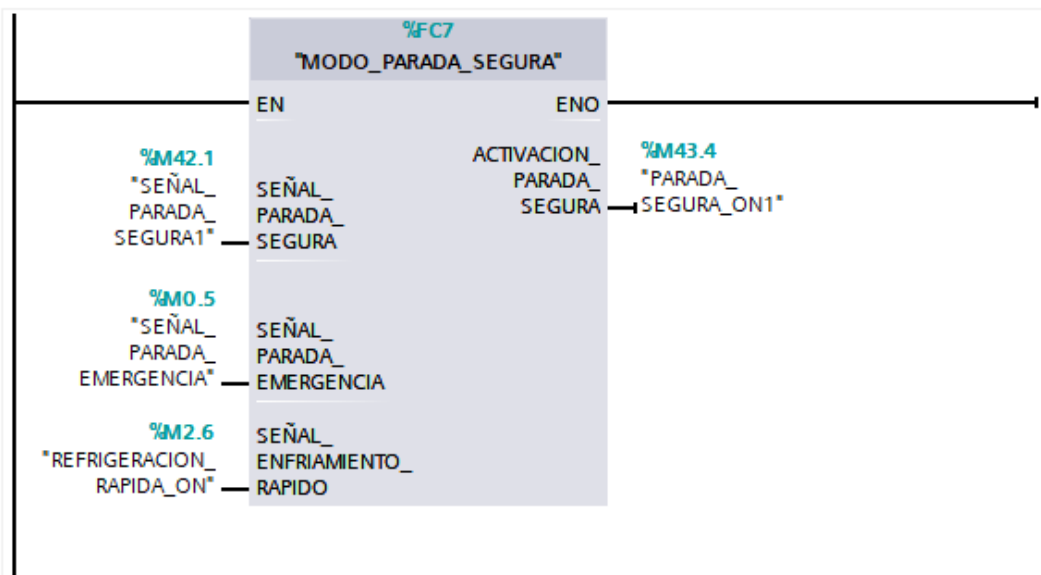 %FC7
"MODO_PARADA_SEGURA"
EN
ENO
%M42.1
"SEÑAL_
PARADA_
SEGURA1"
SEÑAL_
PARADA_
SEGURA
ACTIVACION_
PARADA_
SEGURA
%M43.4
"PARADA_
SEGURA_ON1"
%M0.5
"SEÑAL_
PARADA_
EMERGENCIA"
SEÑAL_
PARADA_
EMERGENCIA
%M2.6
"REFRIGERACION_
RAPIDA_ON"
SEÑAL_
ENFRIAMIENTO_
RAPIDO